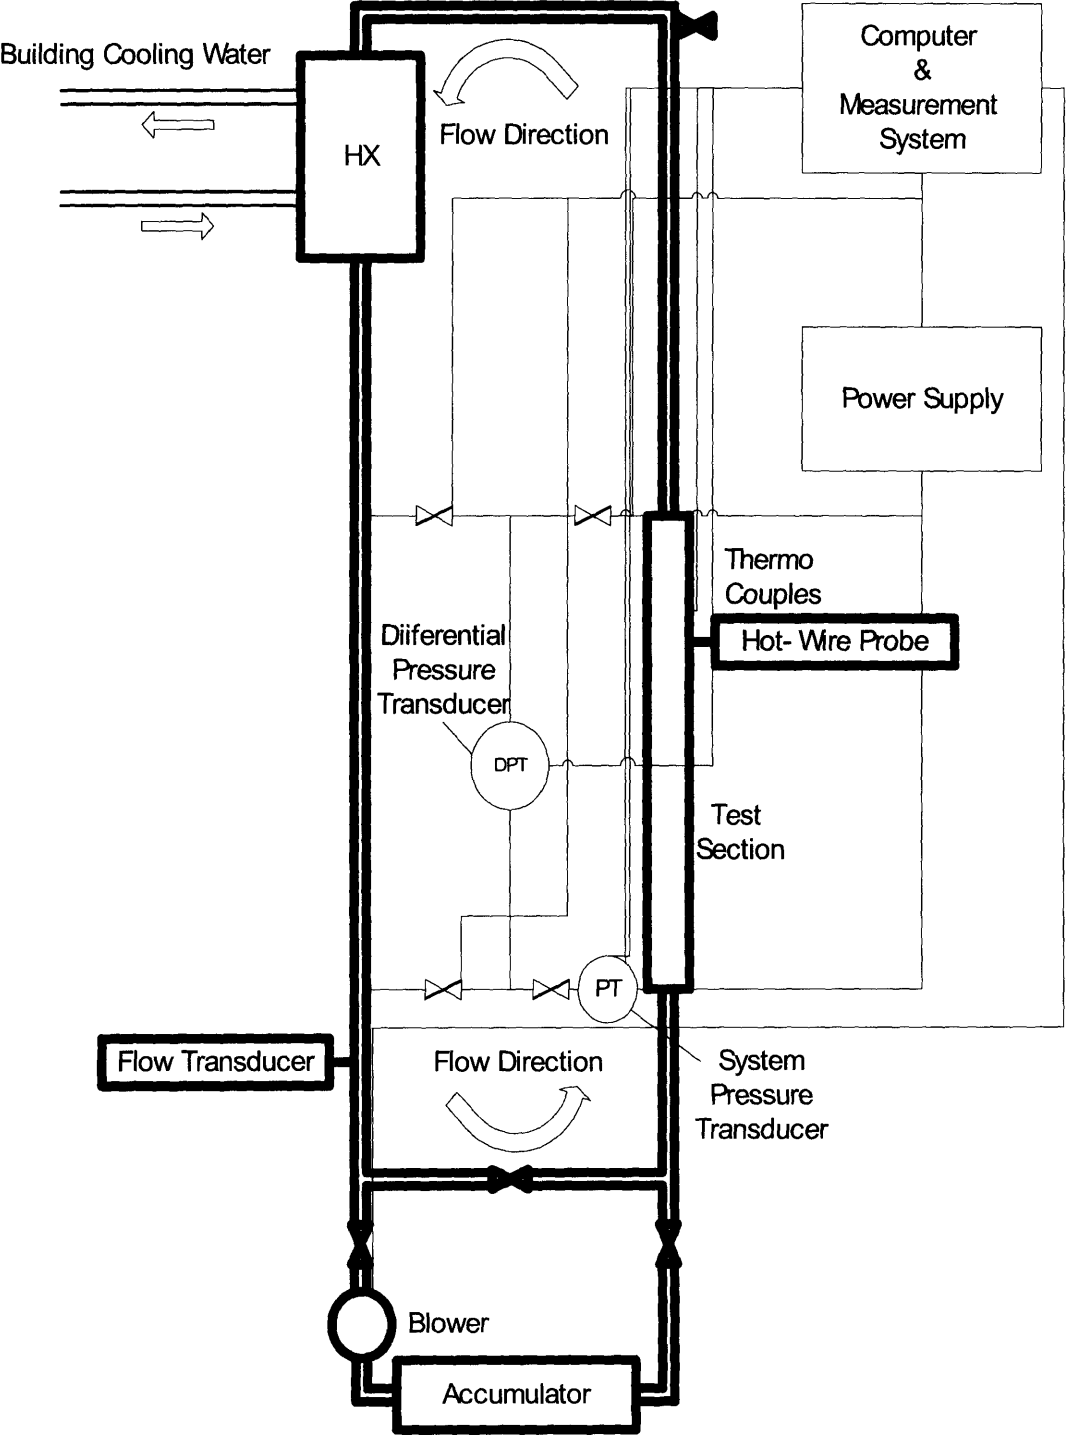 Building Cooling Water
HX
Flow Direction
Computer
&
Measurement
System
Power Supply
Thermo
Couples
Hot- Wire Probe
Diiferential
Pressure
Transducer
DPT
Test
Section
PT
Flow Transducer
Flow Direction
System
Pressure
Transducer
Blower
Accumulator